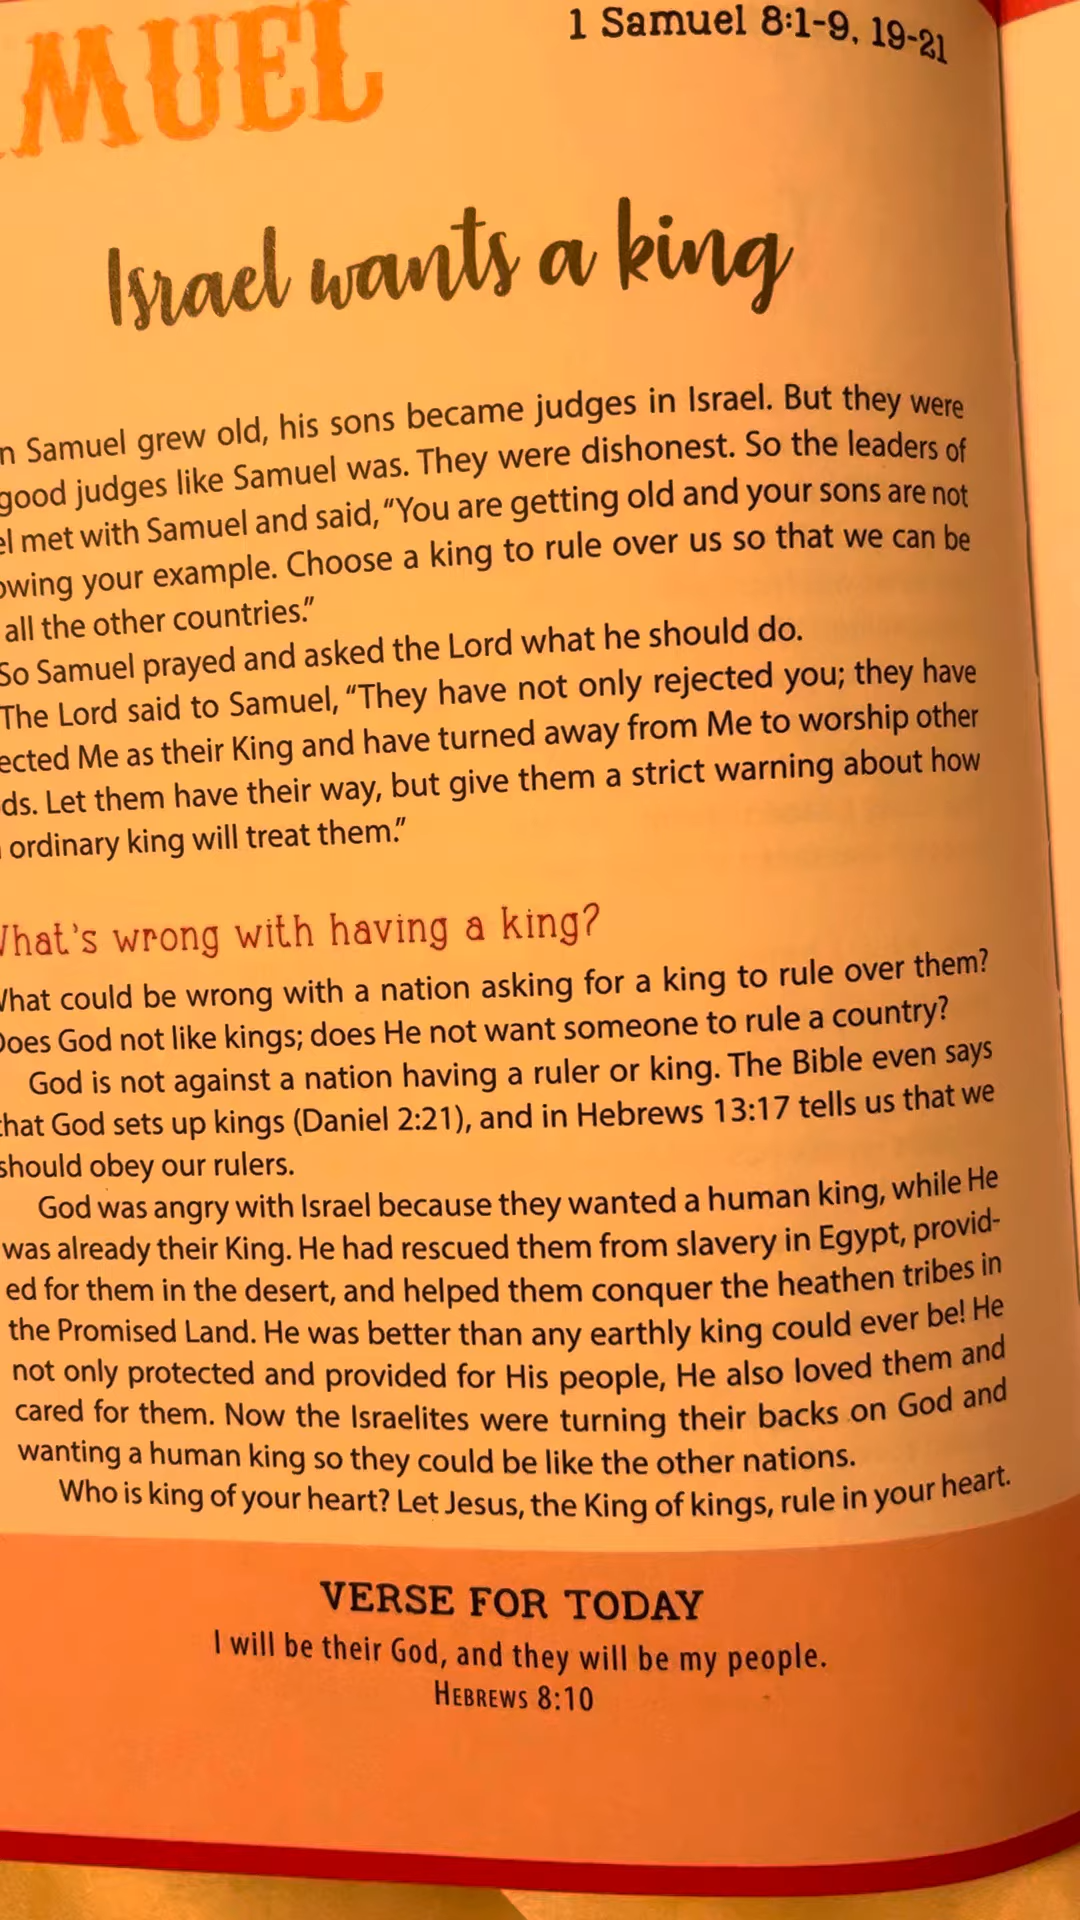 MUEL
1 Samuel 8:1-9, 19-21
Israel wants a king
n Samuel grew old, his sons became judges in Israel. But they were
good judges like Samuel was. They were dishonest. So the leaders of
el met with Samuel and said, “You are getting old and your sons are not
owing your example. Choose a king to rule over us so that we can be
all the other countries.”
So Samuel prayed and asked the Lord what he should do.
The Lord said to Samuel, “They have not only rejected you; they have
ected Me as their King and have turned away from Me to worship other
ds. Let them have their way, but give them a strict warning about how
ordinary king will treat them.”
What's wrong with having a king?
What could be wrong with a nation asking for a king to rule over them?
Does God not like kings; does He not want someone to rule a country?
God is not against a nation having a ruler or king. The Bible even says
that God sets up kings (Daniel 2:21), and in Hebrews 13:17 tells us that we
should obey our rulers.
God was angry with Israel because they wanted a human king, while He
was already their King. He had rescued them from slavery in Egypt, provid-
ed for them in the desert, and helped them conquer the heathen tribes in
the Promised Land. He was better than any earthly king could ever be! He
not only protected and provided for His people, He also loved them and
cared for them. Now the Israelites were turning their backs on God and
wanting a human king so they could be like the other nations.
Who is king of your heart? Let Jesus, the King of kings, rule in your heart.
VERSE FOR TODAY
I will be their God, and they will be my people.
HEBREWS 8:10